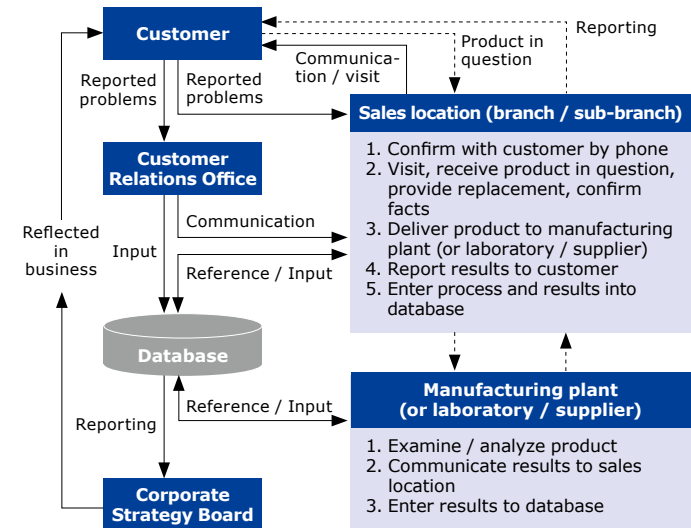 Customer
Reporting
Product in
question
Communica-
tion / visit
Reported
problems
Reported
problems
Sales location (branch / sub-branch)
1. Confirm with customer by phone
2. Visit, receive product in question,
provide replacement, confirm
facts
3. Deliver product to manufacturing
plant (or laboratory / supplier)
4. Report results to customer
5. Enter process and results into
database
Customer
Relations Office
Communication
Reflected
in
business
Input
Reference / Input
Database
Reference / Input
Reporting
Manufacturing plant
(or laboratory / supplier)
1. Examine / analyze product
2. Communicate results to sales
location
3. Enter results to database
Corporate
Strategy Board